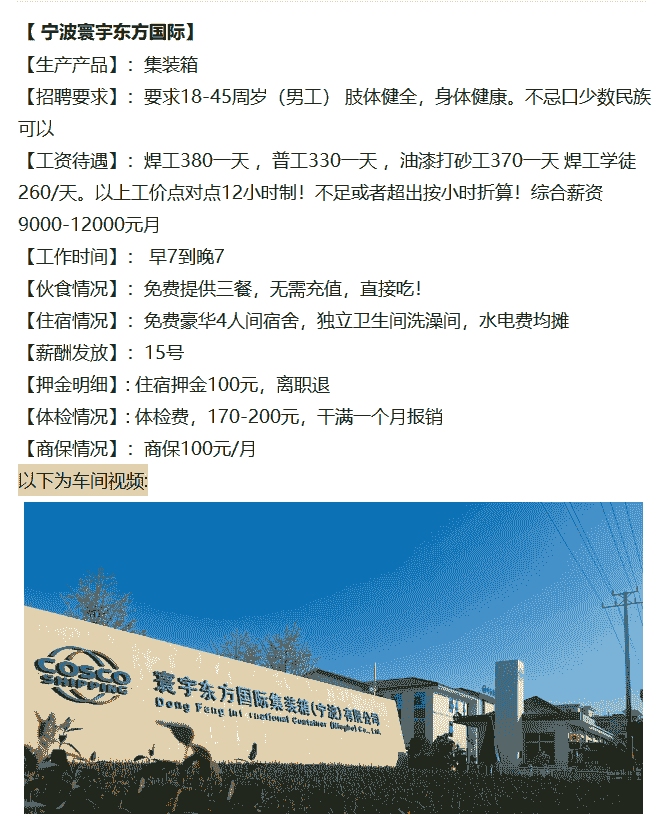 【 宁波寰宇东方国际】
【生产产品】：集装箱
【招聘要求】：要求18-45周岁（男工） 肢体健全，身体健康。不忌口少数民族
可以
【工资待遇】：焊工380一天 ，普工330一天 ，油漆打砂工370一天 焊工学徒
260/天。以上工价点对点12小时制！不足或者超出按小时折算！综合薪资
9000-12000元月
【工作时间】： 早7到晚7
【伙食情况】：免费提供三餐，无需充值，直接吃！
【住宿情况】：免费豪华4人间宿舍，独立卫生间洗澡间，水电费均摊
【薪酬发放】：15号
【押金明细】: 住宿押金100元，离职退
【体检情况】: 体检费，170-200元，干满一个月报销
【商保情况】：商保100元/月
以下为车间视频:
COSCO
SHIPPING
寰宇东方国际集装箱(宁波)有限公司
Dong Fang International Container (Ningbo) Co., Ltd.